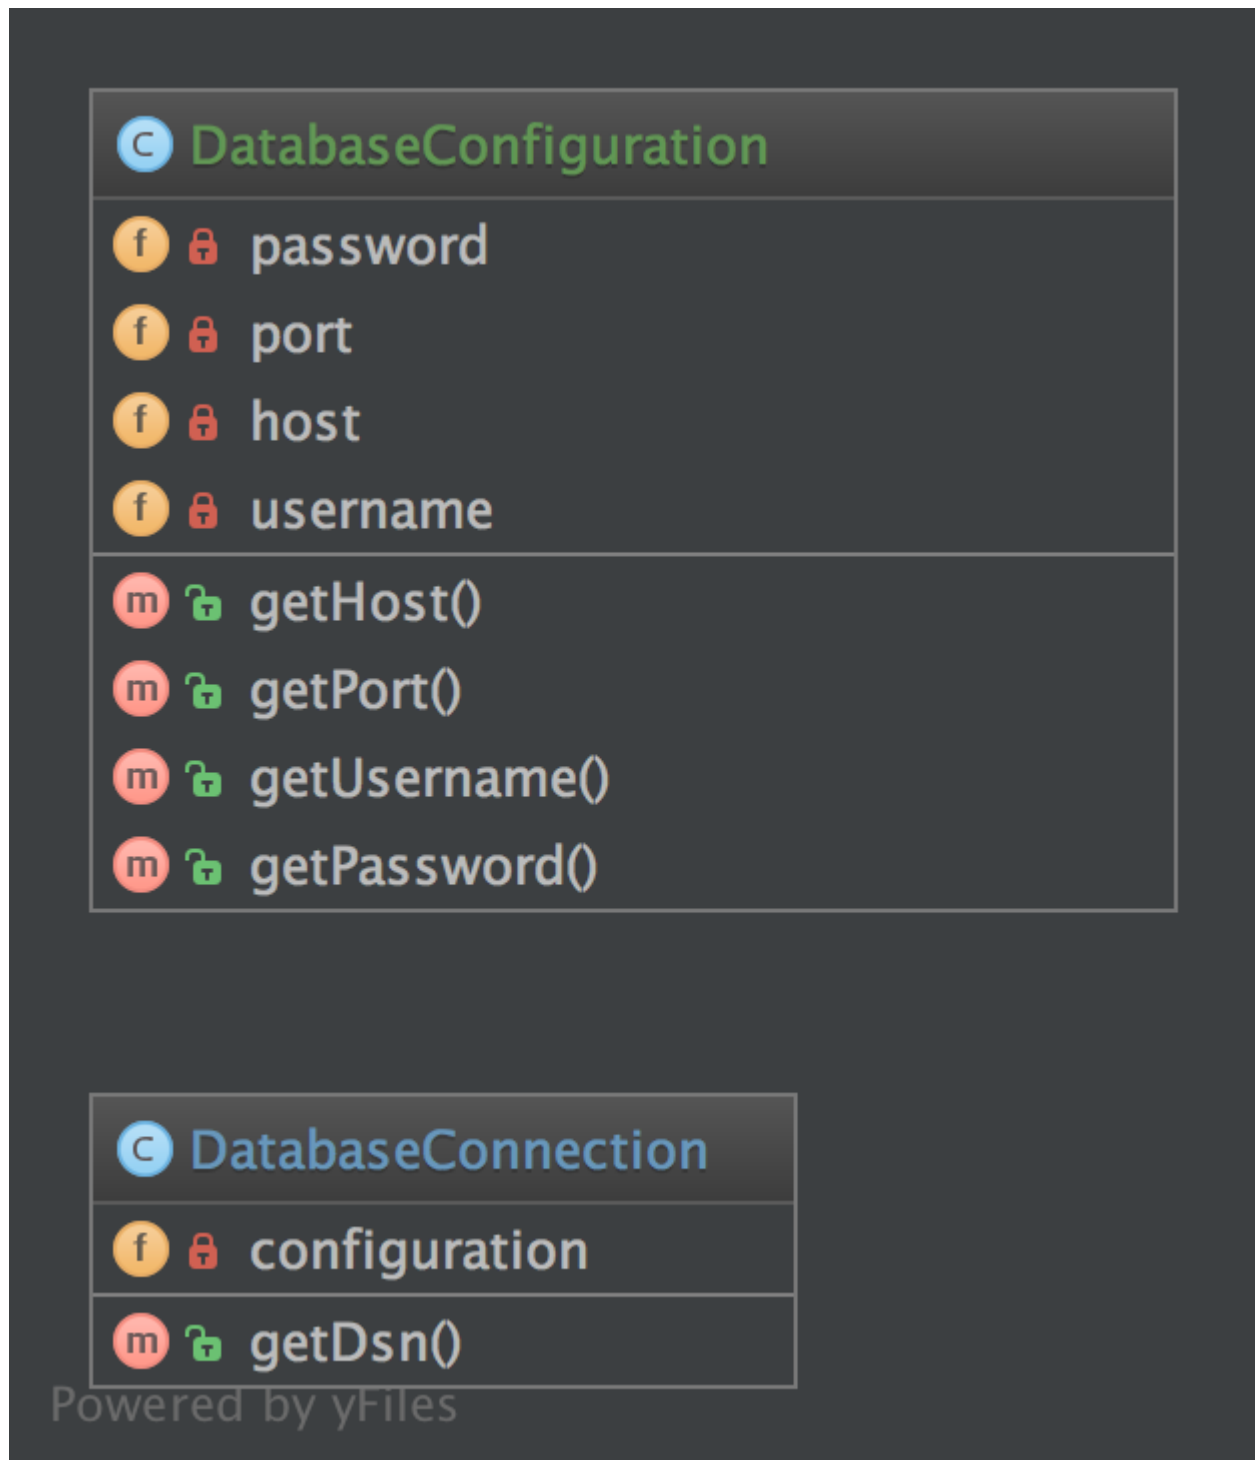 C DatabaseConfiguration
f password
f port
f host
f username
m getHost()
m getPort()
m getUsername()
m getPassword()
C DatabaseConnection
f configuration
m getDsn()
Powered by yFiles